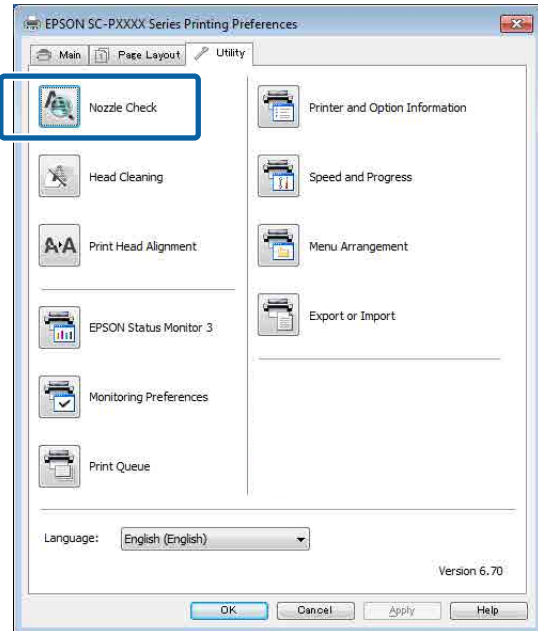 EPSON SC-PXXXX Series Printing Preferences
Main
Page Layout
Utility
Nozzle Check
Printer and Option Information
Head Cleaning
Speed and Progress
A A
Print Head Alignment
Menu Arrangement
Export or Import
EPSON Status Monitor 3
Monitoring Preferences
Print Queue
Language:
English (English)
Version 6.70
OK
Cancel
Apply
Help